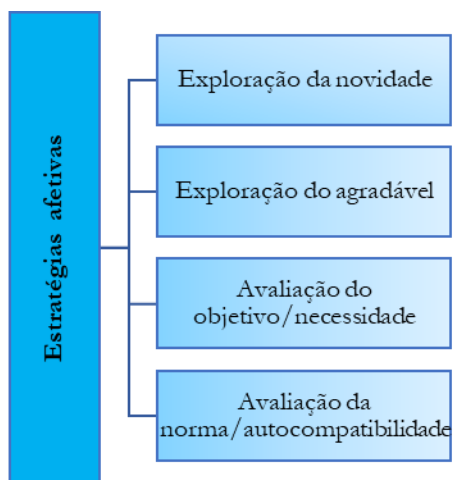 Estratégias afetivas
Exploração da novidade
Exploração do agradável
Avaliação do
objetivo/necessidade
Avaliação da
norma/autocompatibilidade